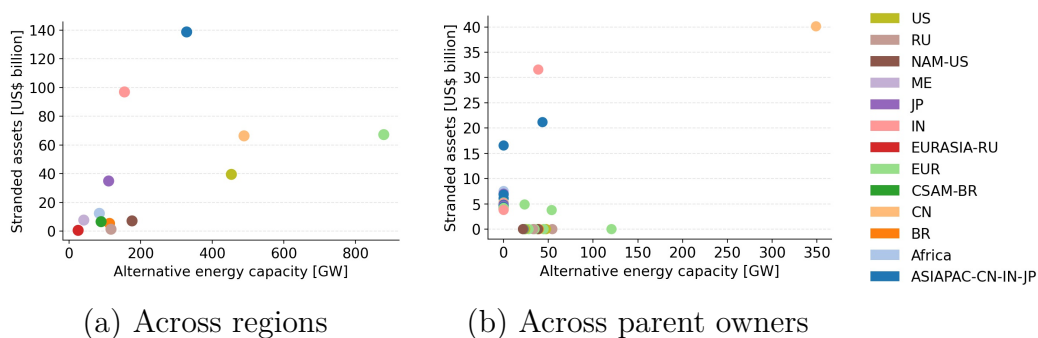 140
120
100
80
60
40
20
0
Stranded assets [US$ billion]
0 200 400 600 800
Alternative energy capacity [GW]
(a) Across regions
40
35
30
25
20
15
10
5
0
Stranded assets [US$ billion]
0 50 100 150 200 250 300 350
Alternative energy capacity [GW]
(b) Across parent owners
US
RU
NAM-US
ME
JP
IN
EURASIA-RU
EUR
CSAM-BR
CN
BR
Africa
ASIAPAC-CN-IN-JP